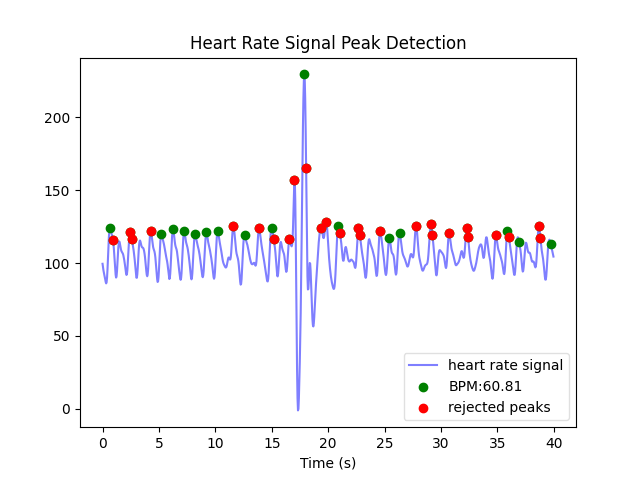 Heart Rate Signal Peak Detection
200
150
100
50
0
heart rate signal
BPM:60.81
rejected peaks
0 5 10 15 20 25 30 35 40
Time (s)